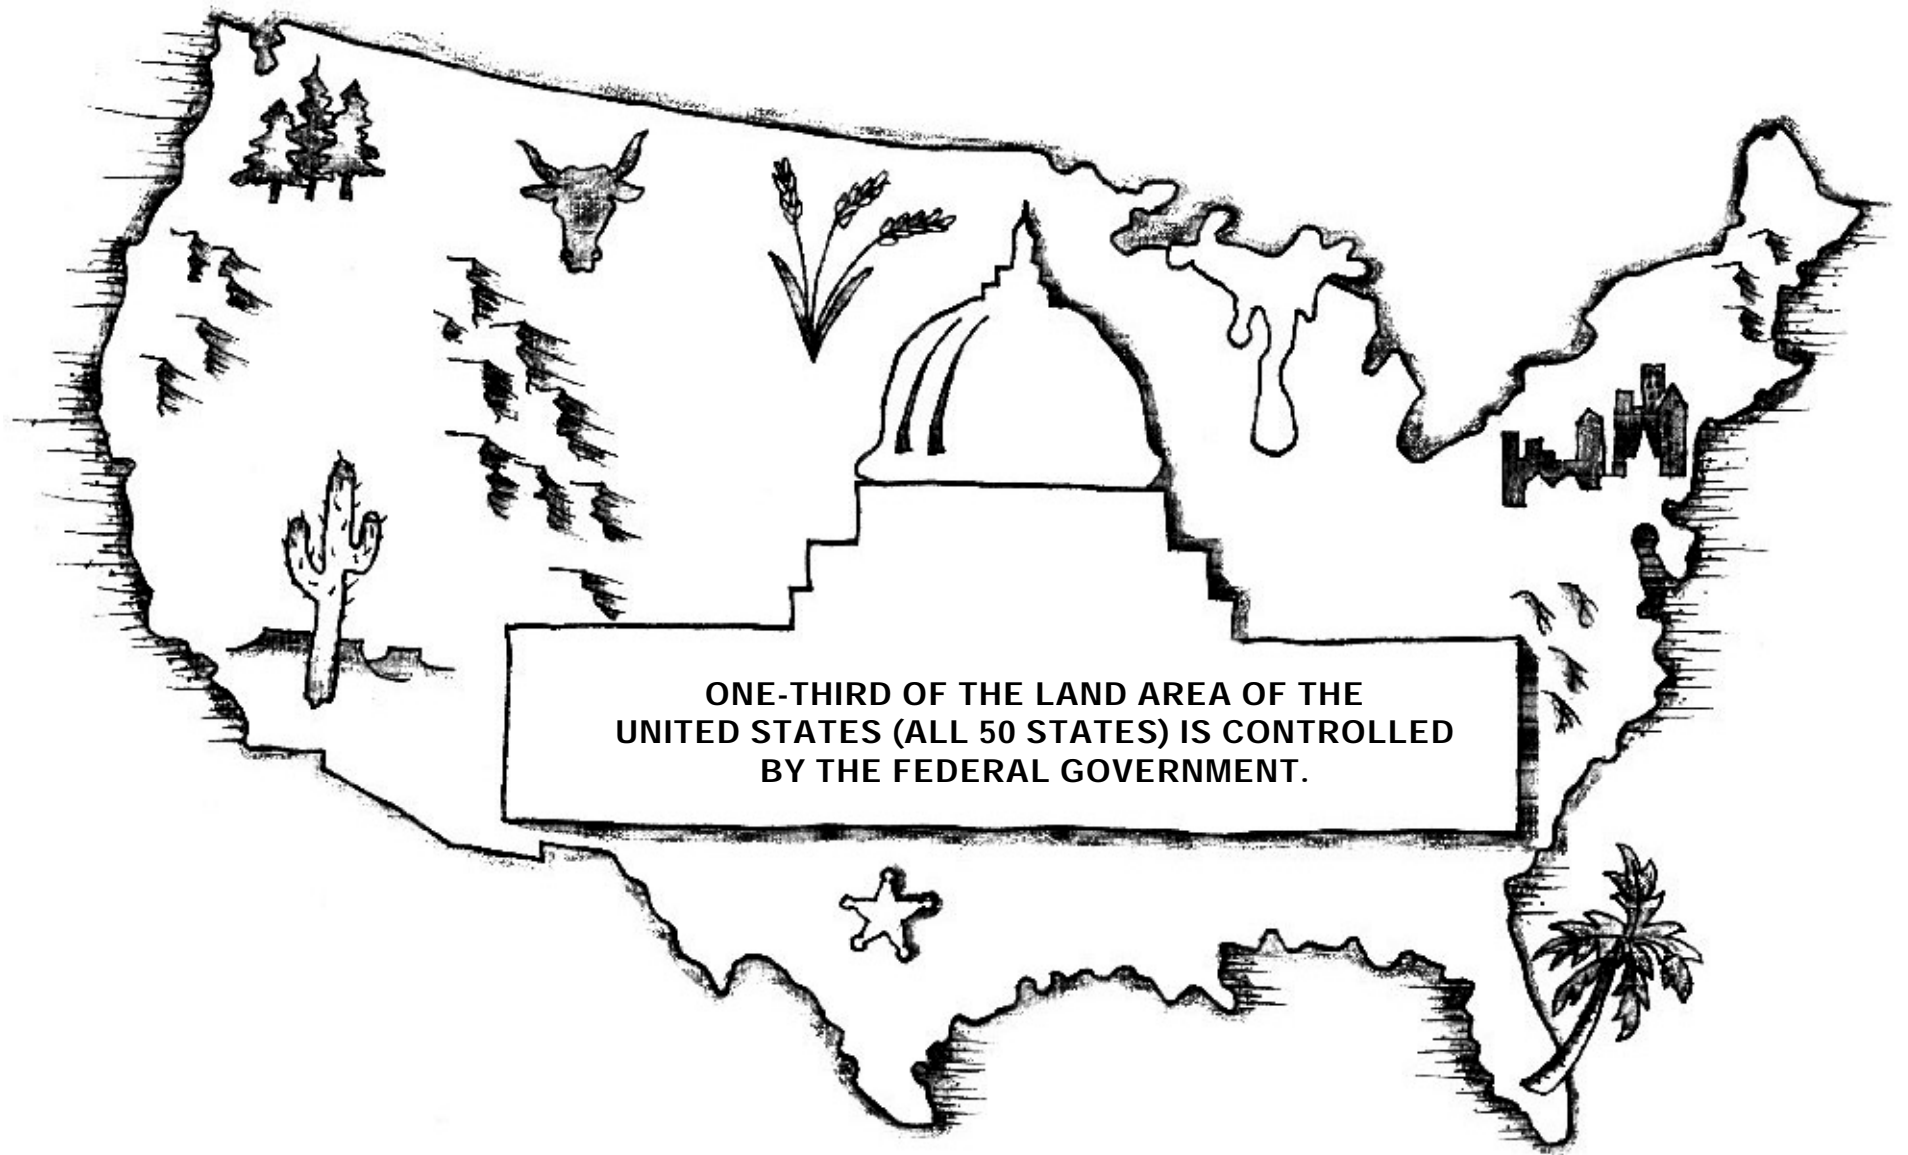 ONE-THIRD OF THE LAND AREA OF THE
UNITED STATES (ALL 50 STATES) IS CONTROLLED
BY THE FEDERAL GOVERNMENT.